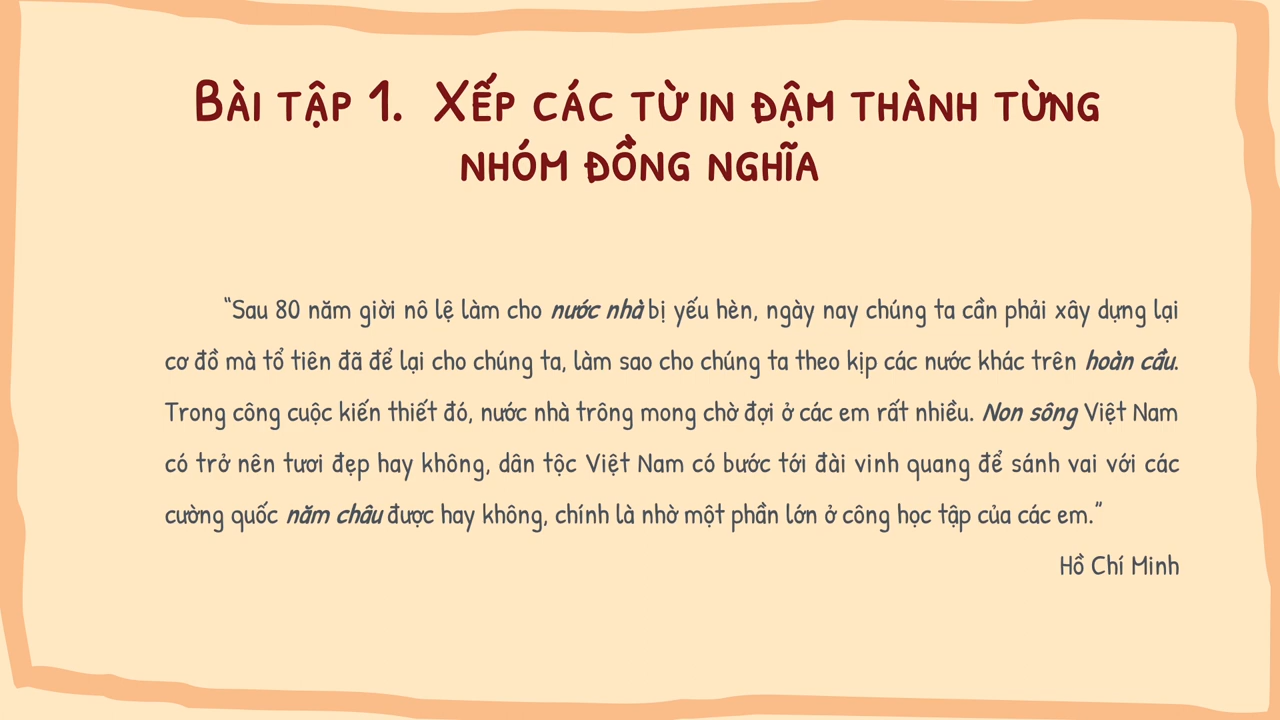 Bài tập 1. Xếp các từ in đậm thành từng
nhóm đồng nghĩa
“Sau 80 năm giời nô lệ làm cho nước nhà bị yếu hèn, ngày nay chúng ta cần phải xây dựng lại
cơ đồ mà tổ tiên đã để lại cho chúng ta, làm sao cho chúng ta theo kịp các nước khác trên hoàn cầu.
Trong công cuộc kiến thiết đó, nước nhà trông mong chờ đợi ở các em rất nhiều. Non sông Việt Nam
có trở nên tươi đẹp hay không, dân tộc Việt Nam có bước tới đài vinh quang để sánh vai với các
cường quốc năm châu được hay không, chính là nhờ một phần lớn ở công học tập của các em.”
Hồ Chí Minh